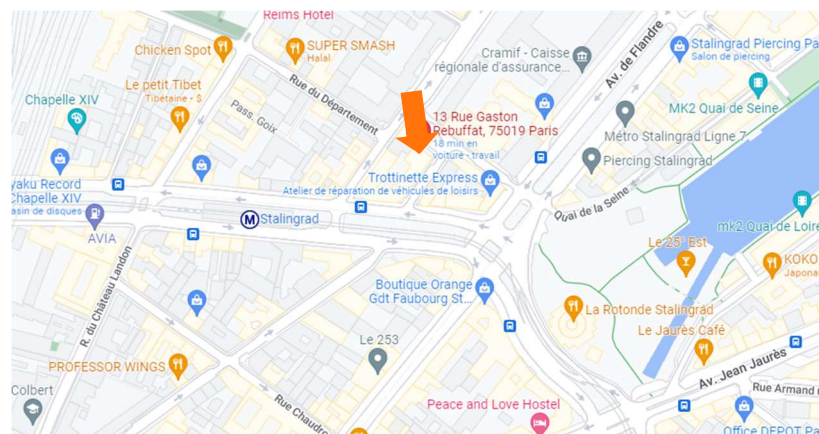 Reims Hotel
Chicken Spot
SUPER SMASH
Halal
Cramif - Caisse
régionale d'assurance...
Av. de Flandre
Stalingrad Piercing Pa
Salon de piercing
Le petit Tibet
Tibétaine - $
Rue du Département
Chapelle XIV
Pass. Goix
13 Rue Gaston
Rebuffat, 75019 Paris
18 min en
voiture - travail
MK2 Quai de Seine
Métro Stalingrad Ligne 7
Piercing Stalingrad
Trottinette Express
Atelier de réparation de véhicules de loisirs
yaku Record
Chapelle XIV
asin de disques
AVIA
M Stalingrad
Quai de la Seine
mk2 Quai de Loire
Le 25° Est
KOKO
Japona
R. du Château Landon
Boutique Orange
Gdt Faubourg St...
La Rotonde Stalingrad
Le Jaurès Café
Le 253
PROFESSOR WINGS
Av. Jean Jaurès
Rue Armand
Colbert
Rue Chaudro
Peace and Love Hostel
Office DEPOT Pa